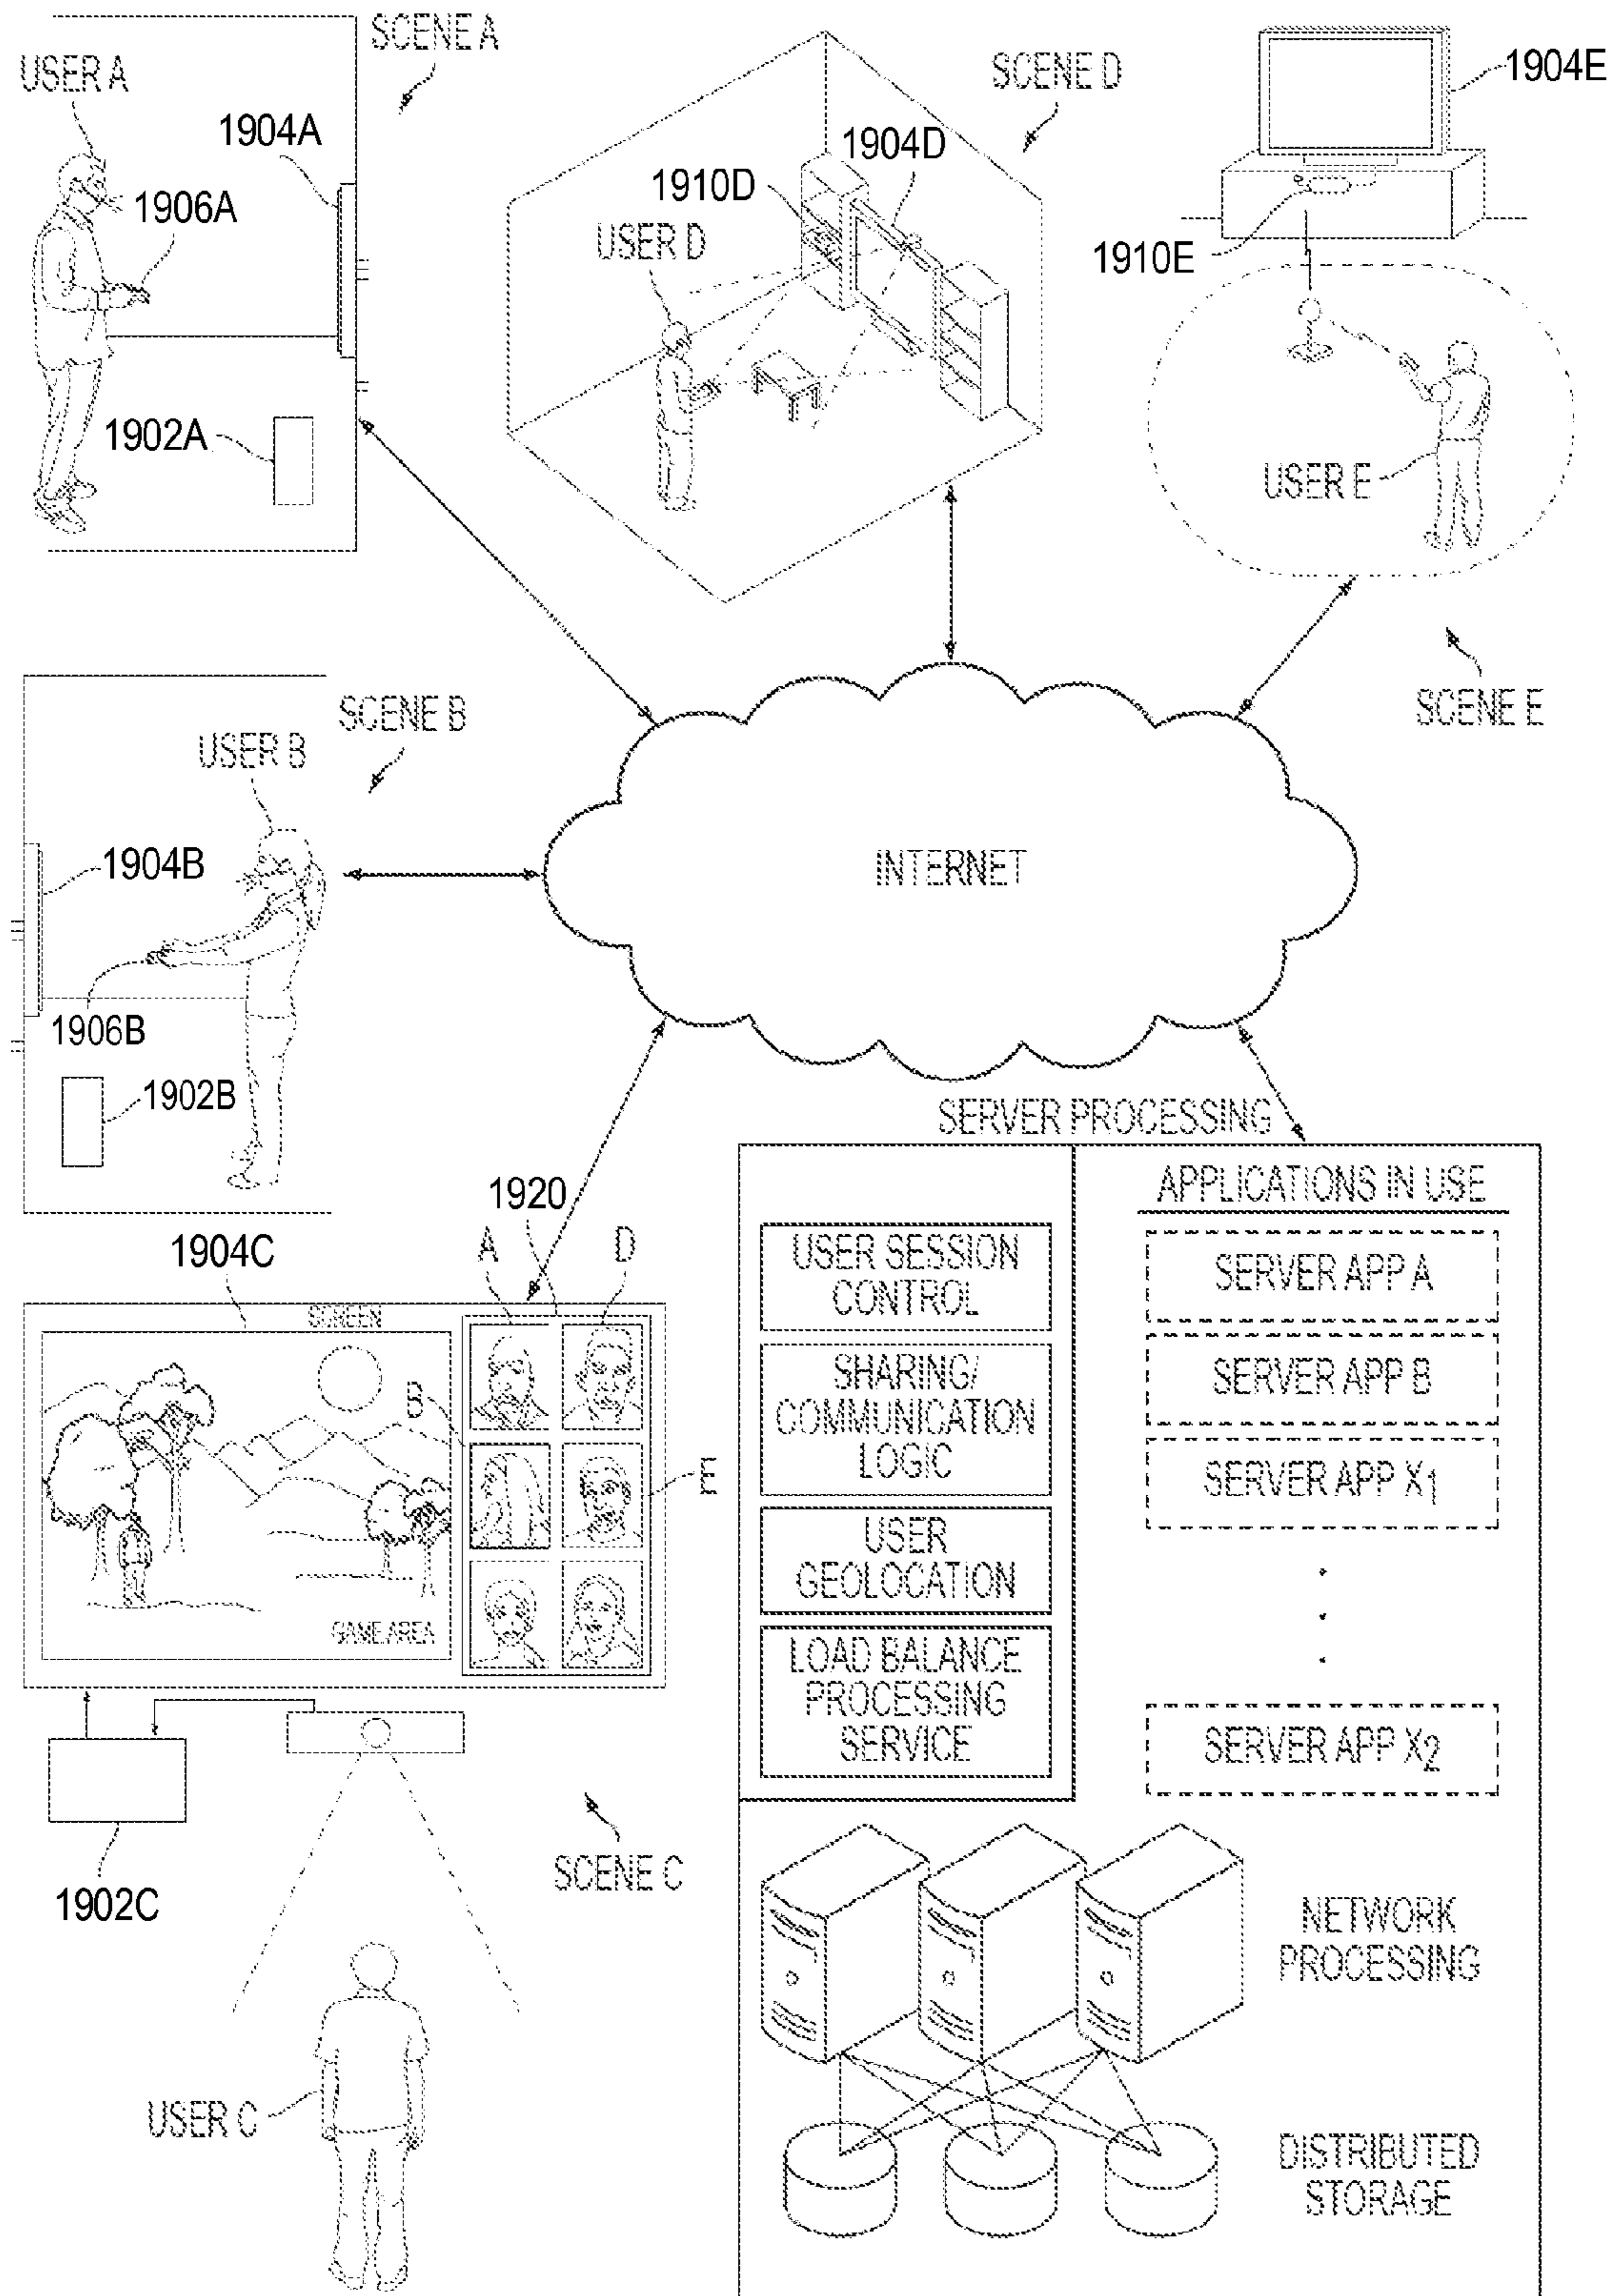 SCENE A
USER A
1904A
1906A
1902A
SCENE D
1904D
1910D
USER D
1904E
1910E
USER E
SCENE E
SCENE B
USER B
1904B
1906B
1902B
INTERNET
SERVER PROCESSING
1920
A
D
1904C
SCREEN
B
E
GAME AREA
1902C
SCENE C
USER C
USER SESSION
CONTROL
SHARING/
COMMUNICATION
LOGIC
USER
GEOLOCATION
LOAD BALANCE
PROCESSING
SERVICE
APPLICATIONS IN USE
SERVER APP A
SERVER APP B
SERVER APP X1
SERVER APP X2
NETWORK
PROCESSING
DISTRIBUTED
STORAGE